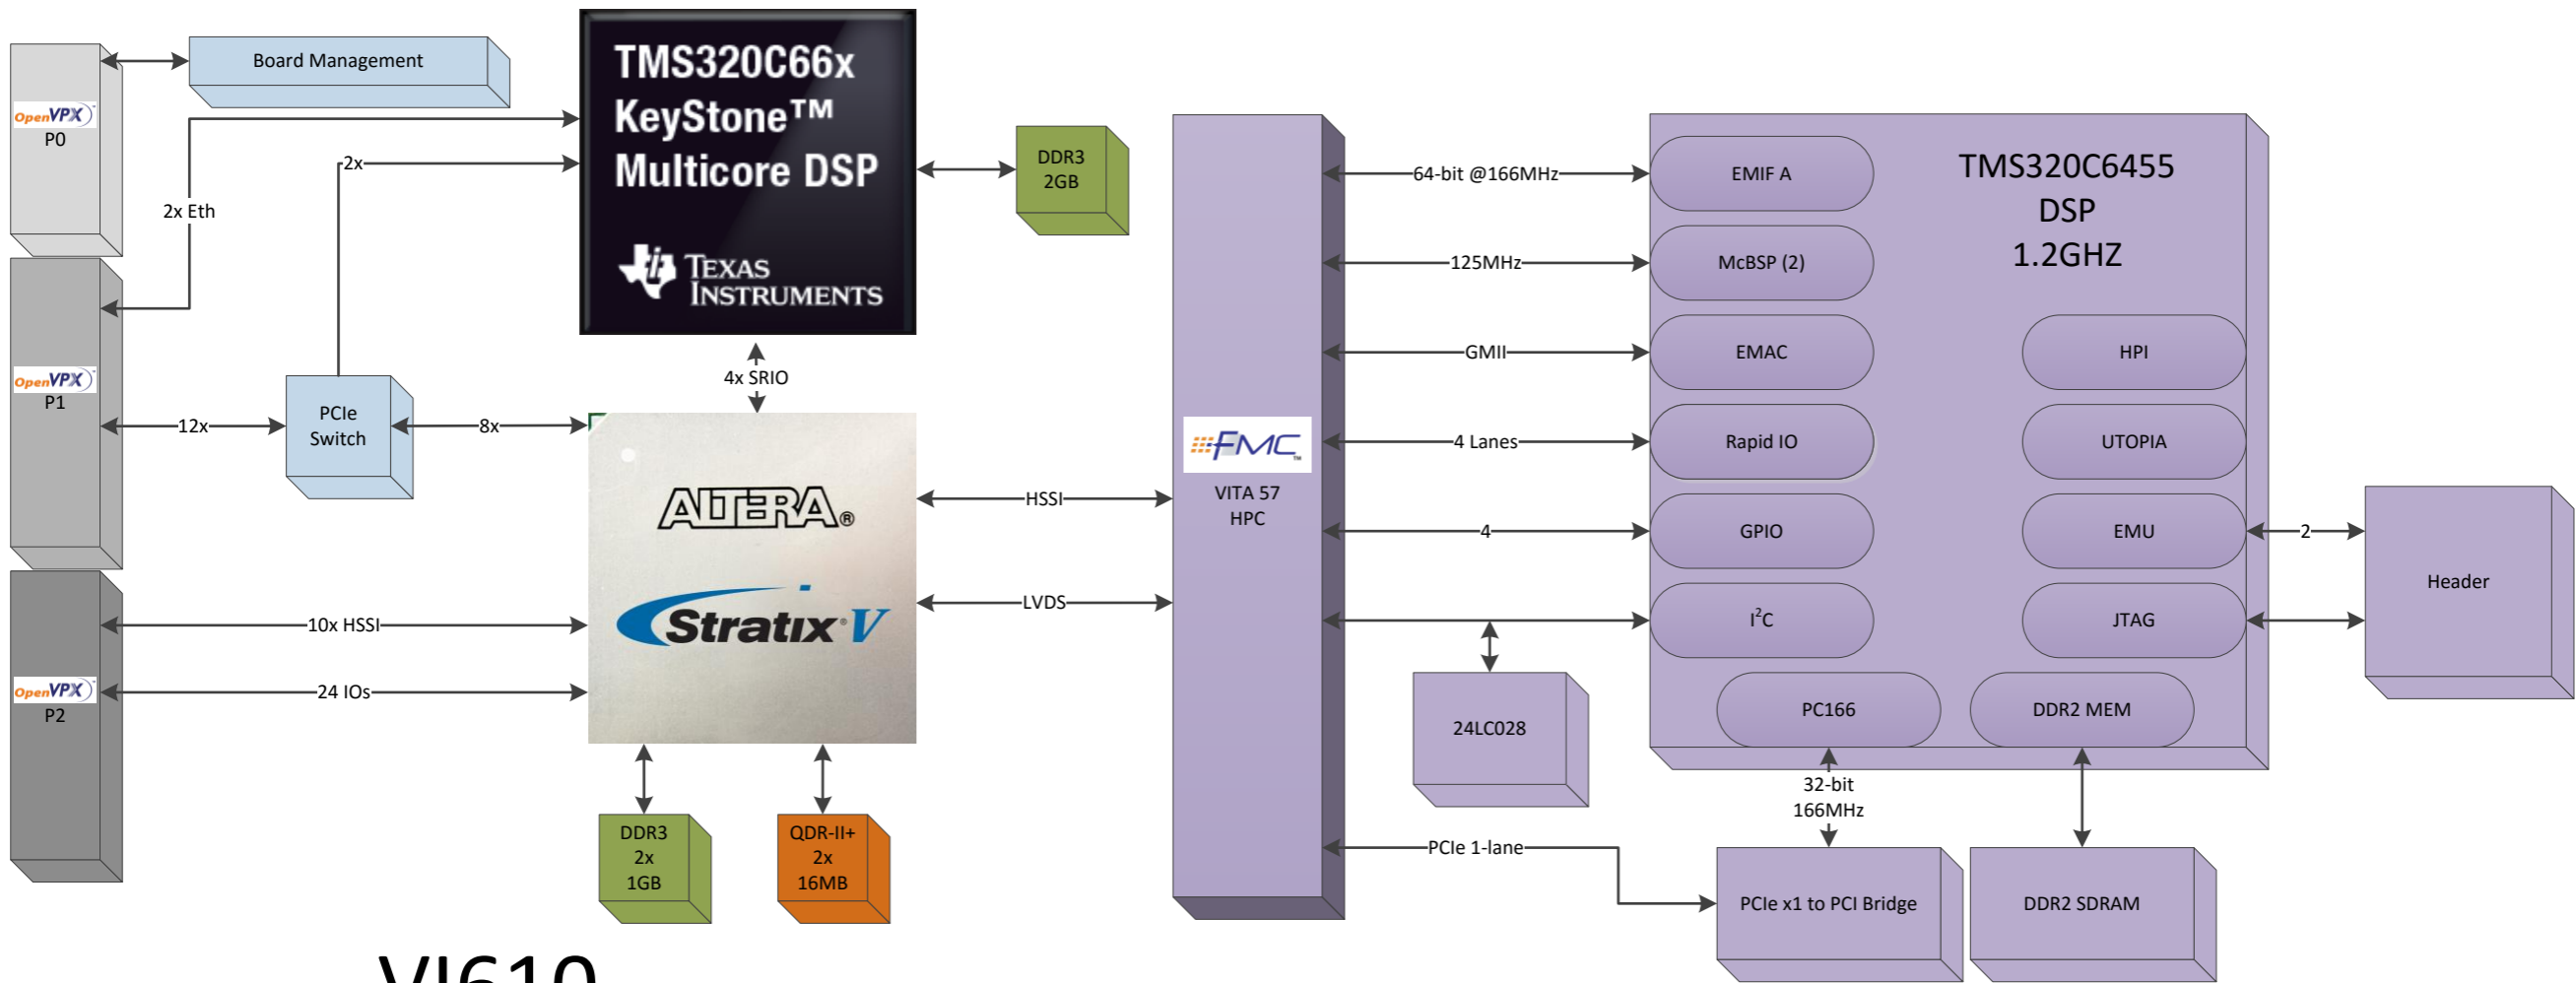 Board Management
OpenVPX
P0
2x Eth
2x
TMS320C66x
KeyStone™
Multicore DSP
TEXAS
INSTRUMENTS
DDR3
2GB
OpenVPX
P1
12x
PCIe
Switch
8x
4x SRIO
ALTERA®
Stratix® V
OpenVPX
P2
10x HSSI
24 IOs
DDR3
2x
1GB
QDR-II+
2x
16MB
HSSI
LVDS
FMC™
VITA 57
HPC
64-bit @166MHz
125MHz
GMII
4 Lanes
4
24LC028
PCIe 1-lane
TMS320C6455
DSP
1.2GHZ
EMIF A
McBSP (2)
EMAC
HPI
Rapid IO
UTOPIA
GPIO
EMU
I²C
JTAG
PC166
DDR2 MEM
2
Header
32-bit
166MHz
PCIe x1 to PCI Bridge
DDR2 SDRAM
VI610